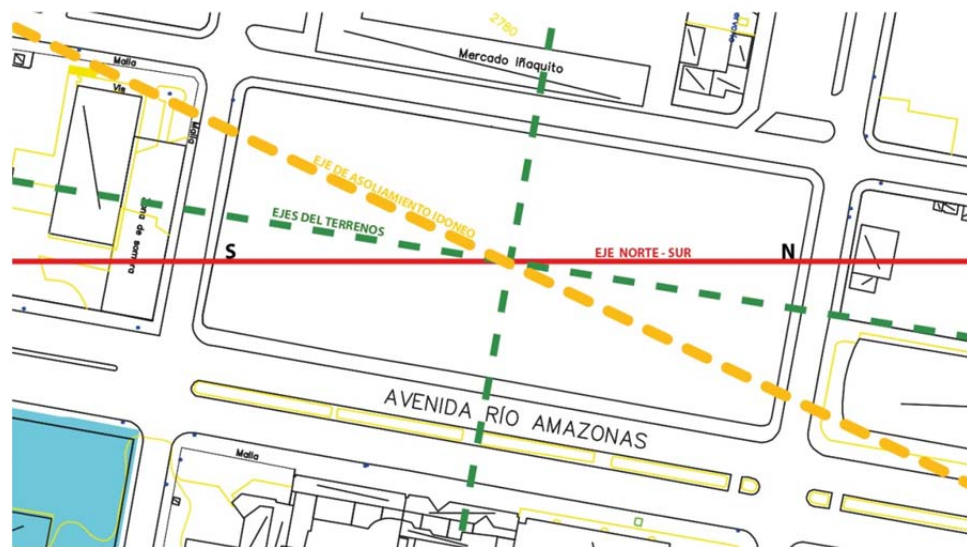 2780
Mercado Iñaquito
Malla
Vis
Malla
EJE DE ASOLIAMIENTO IDONEO
EJES DEL TERRENOS
S
EJE NORTE - SUR
N
AVENIDA RÍO AMAZONAS
Malla